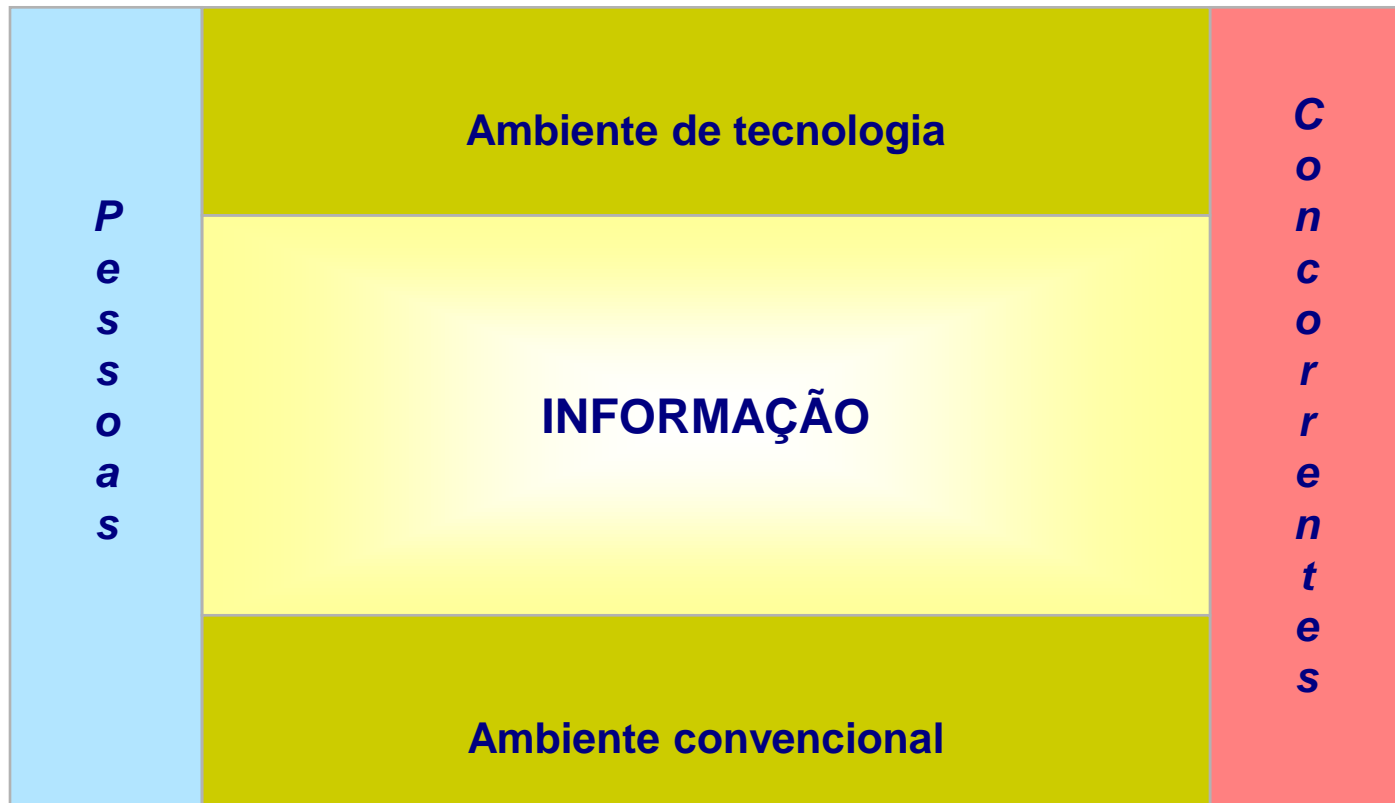 Pessoas
Ambiente de tecnologia
INFORMAÇÃO
Ambiente convencional
Concorrentes